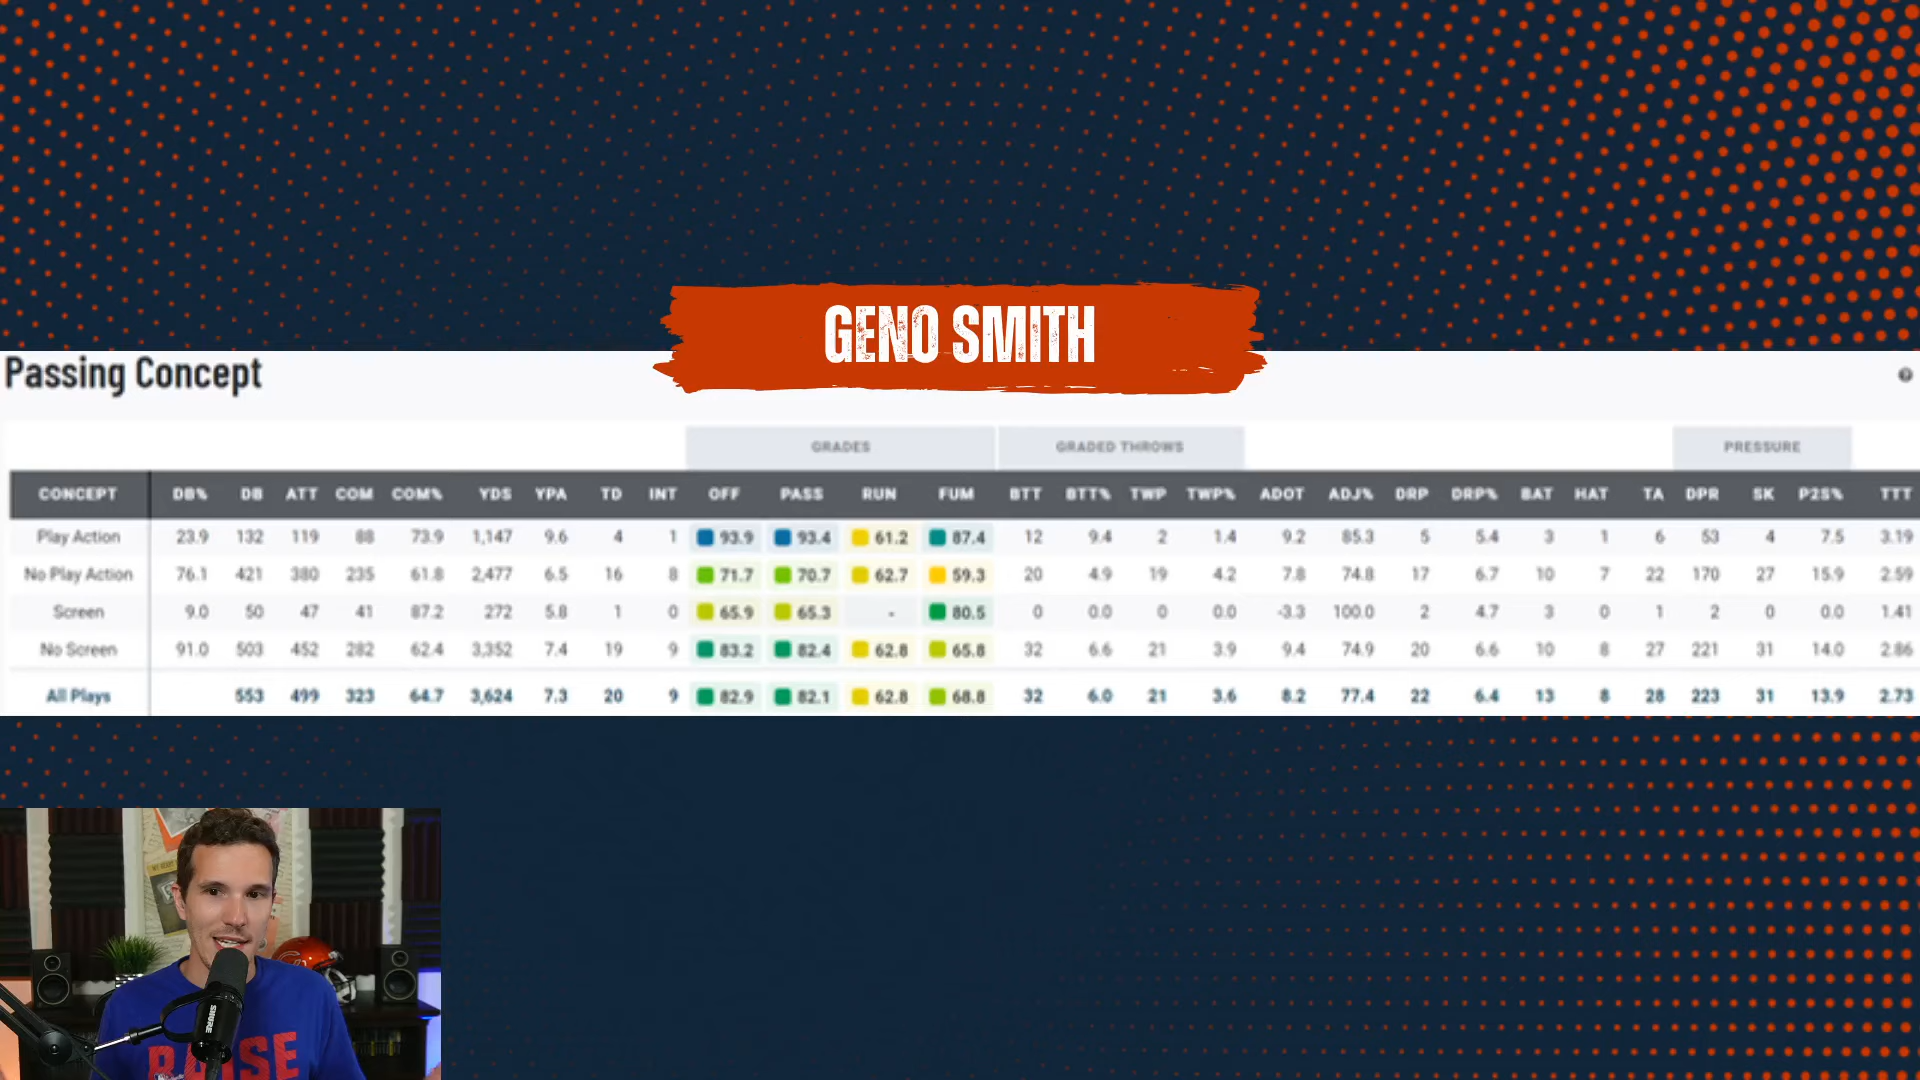 GENO SMITH
Passing Concept
GRADES GRADED THROWS PRESSURE
CONCEPT DB% DB ATT COM COM% YDS YPA TD INT OFF PASS RUN FUM BTT BTT% TWP TWP% ADOT ADJ% DRP DRP% BAT HAT TA DPR SK P2S% TTT
Play Action 23.9 132 119 88 73.9 1,147 9.6 4 1 93.9 93.4 61.2 87.4 12 9.4 2 1.4 9.2 85.3 5 5.4 3 1 6 53 4 7.5 3.19
No Play Action 76.1 421 380 235 61.8 2,477 6.5 16 8 71.7 70.7 62.7 59.3 20 4.9 19 4.2 7.8 74.8 17 6.7 10 7 22 170 27 15.9 2.59
Screen 9.0 50 47 41 87.2 272 5.8 1 0 65.9 65.3 - 80.5 0 0.0 0 0.0 -3.3 100.0 2 4.7 3 0 1 2 0 0.0 1.41
No Screen 91.0 503 452 282 62.4 3,352 7.4 19 9 83.2 82.4 62.8 65.8 32 6.6 21 3.9 9.4 74.9 20 6.6 10 8 27 221 31 14.0 2.86
All Plays 553 499 323 64.7 3,624 7.3 20 9 82.9 82.1 62.8 68.8 32 6.0 21 3.6 8.2 77.4 22 6.4 13 8 28 223 31 13.9 2.73
SHURE
RAISE